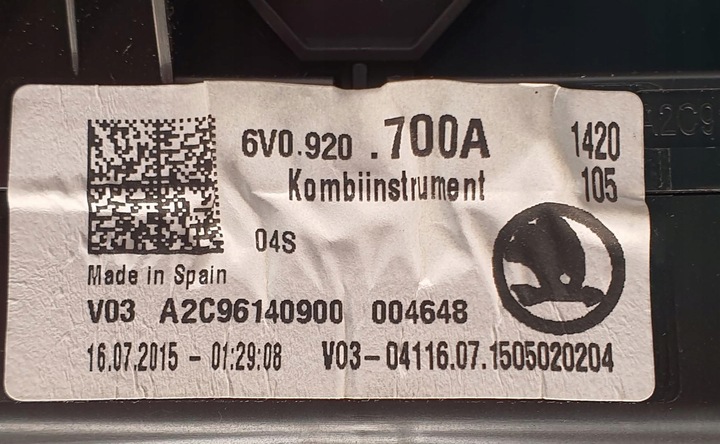 6V0.920 .700A 1420
Kombiinstrument 105
04S
Made in Spain
V03 A2C96140900 004648
16.07.2015 - 01:29:08 V03-04116.07.1505020204
A2C9